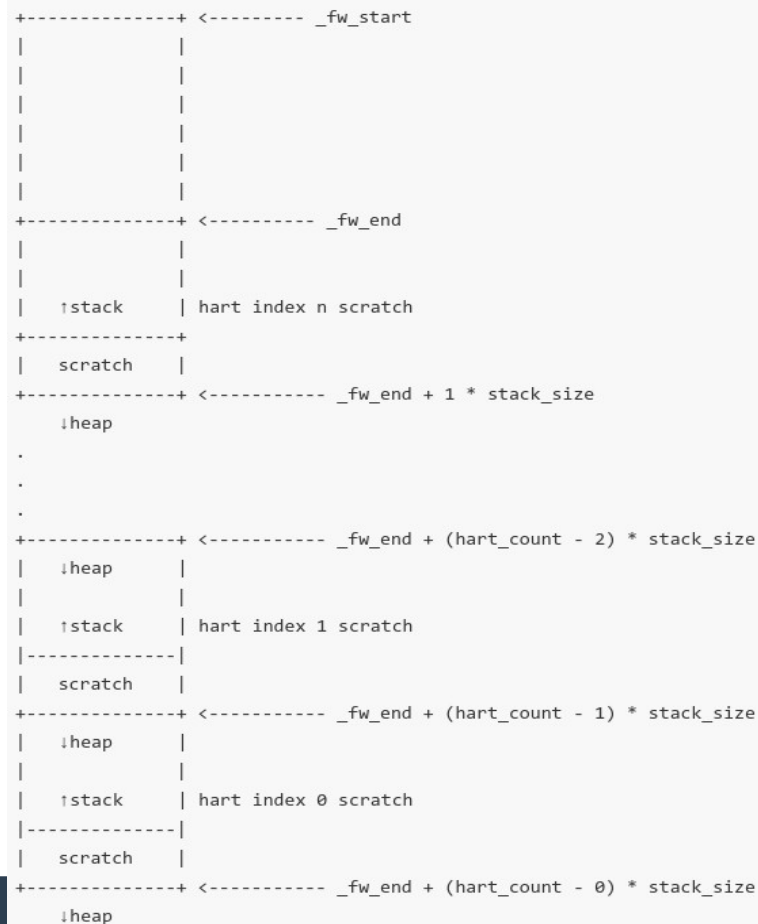 +--------------+ <--------- _fw_start
|              |
|              |
|              |
|              |
|              |
|              |
+--------------+ <---------- _fw_end
|              |
|              |
|   ↑stack     | hart index n scratch
+--------------+
|   scratch    |
+--------------+ <----------- _fw_end + 1 * stack_size
    ↓heap
.
.
.
+--------------+ <----------- _fw_end + (hart_count - 2) * stack_size
|   ↓heap      |
|              |
|   ↑stack     | hart index 1 scratch
|--------------|
|   scratch    |
+--------------+ <----------- _fw_end + (hart_count - 1) * stack_size
|   ↓heap      |
|              |
|   ↑stack     | hart index 0 scratch
|--------------|
|   scratch    |
+--------------+ <----------- _fw_end + (hart_count - 0) * stack_size
    ↓heap